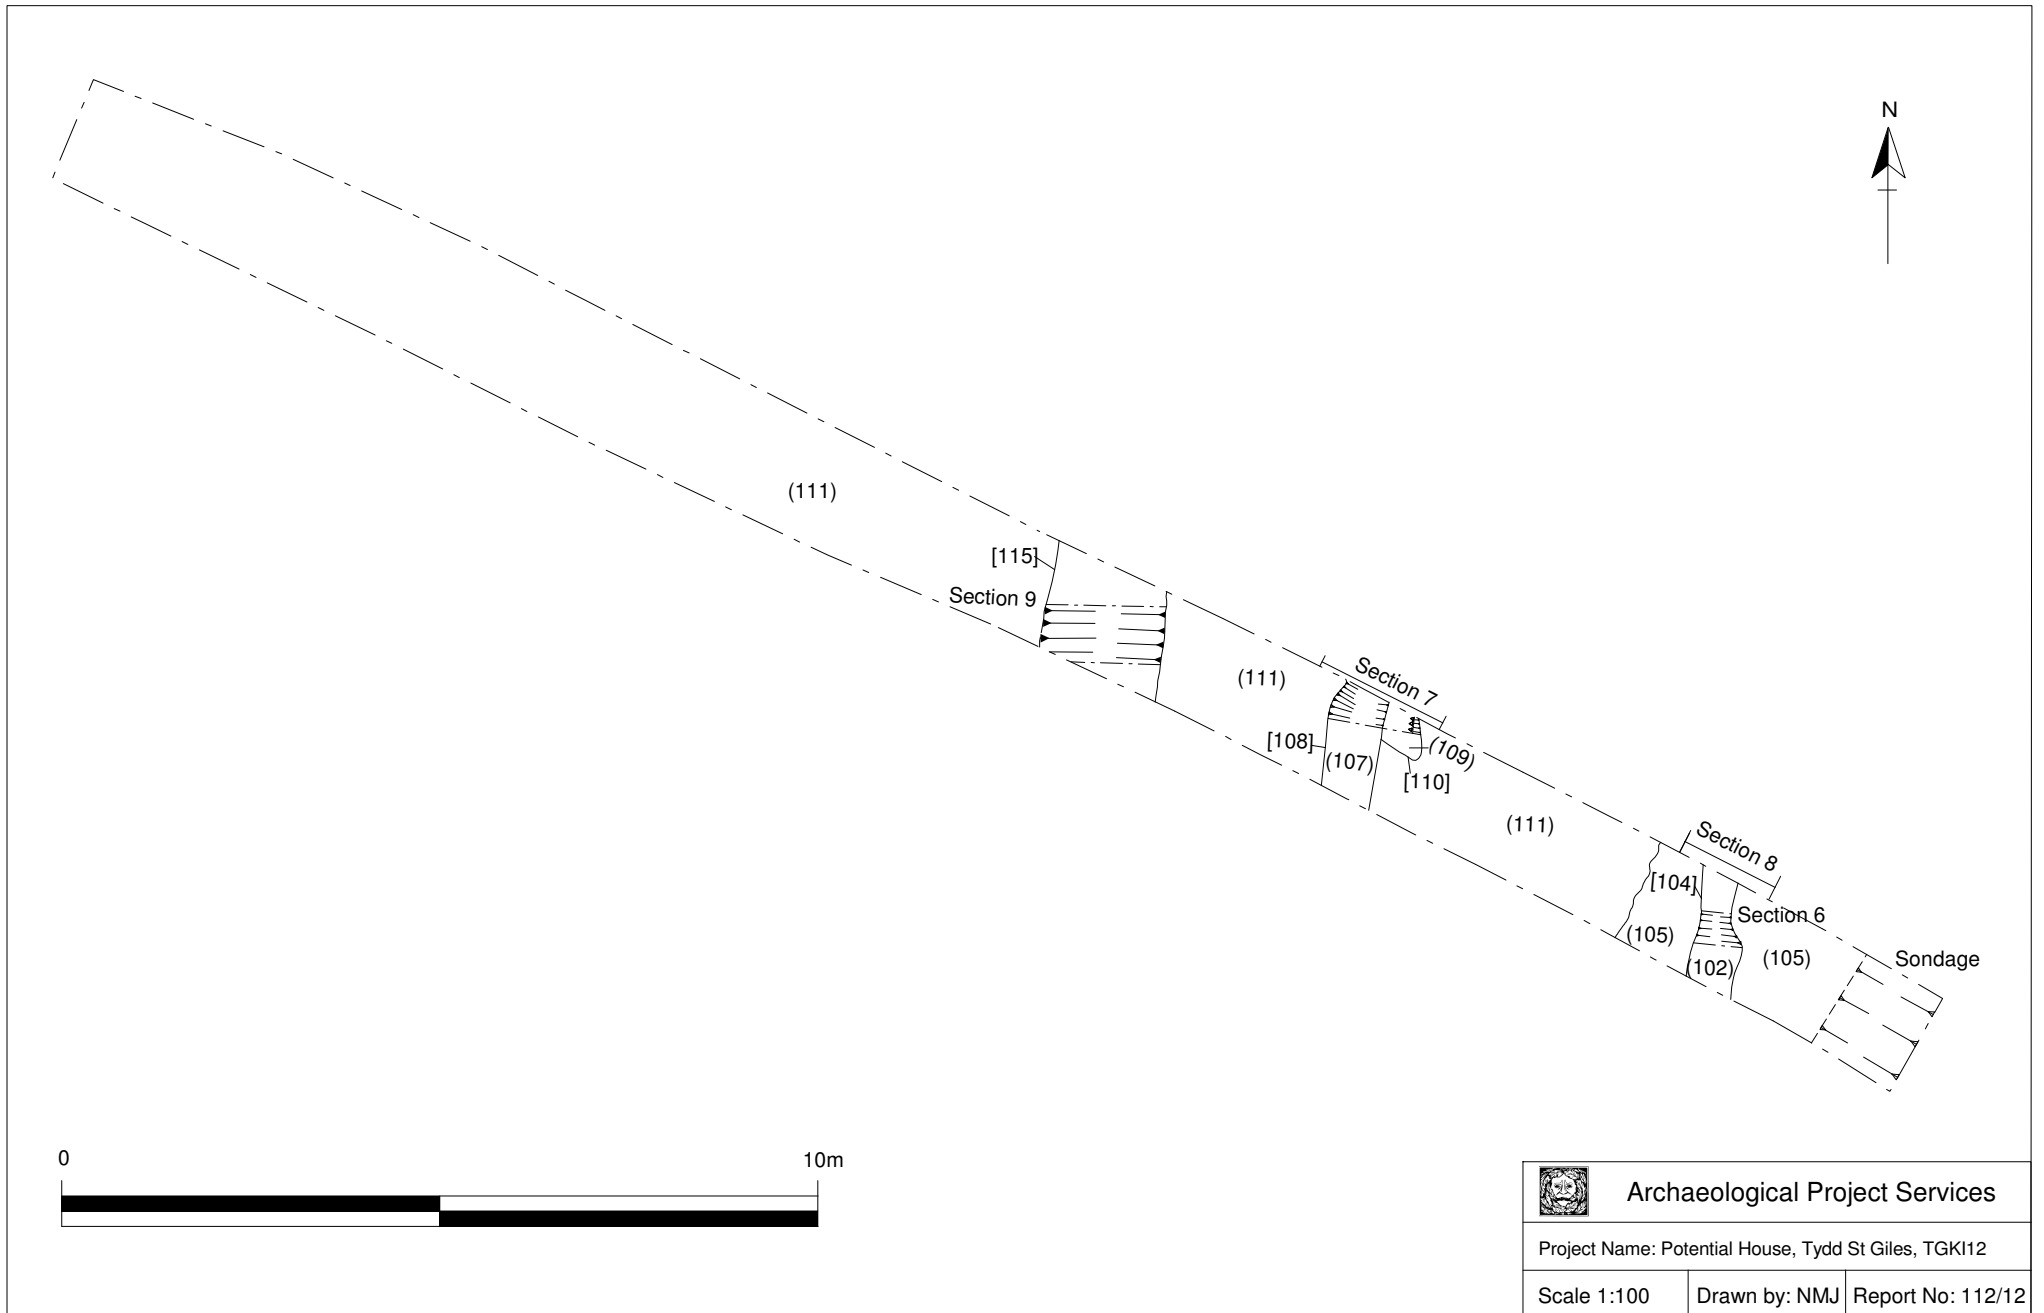 N
(111)
[115]
Section 9
(111)
Section 7
[108]
(107)
(109)
[110]
(111)
Section 8
[104]
Section 6
(105)
(102)
(105)
Sondage
0
10m
Archaeological Project Services
Project Name: Potential House, Tydd St Giles, TGKI12
Scale 1:100
Drawn by: NMJ
Report No: 112/12